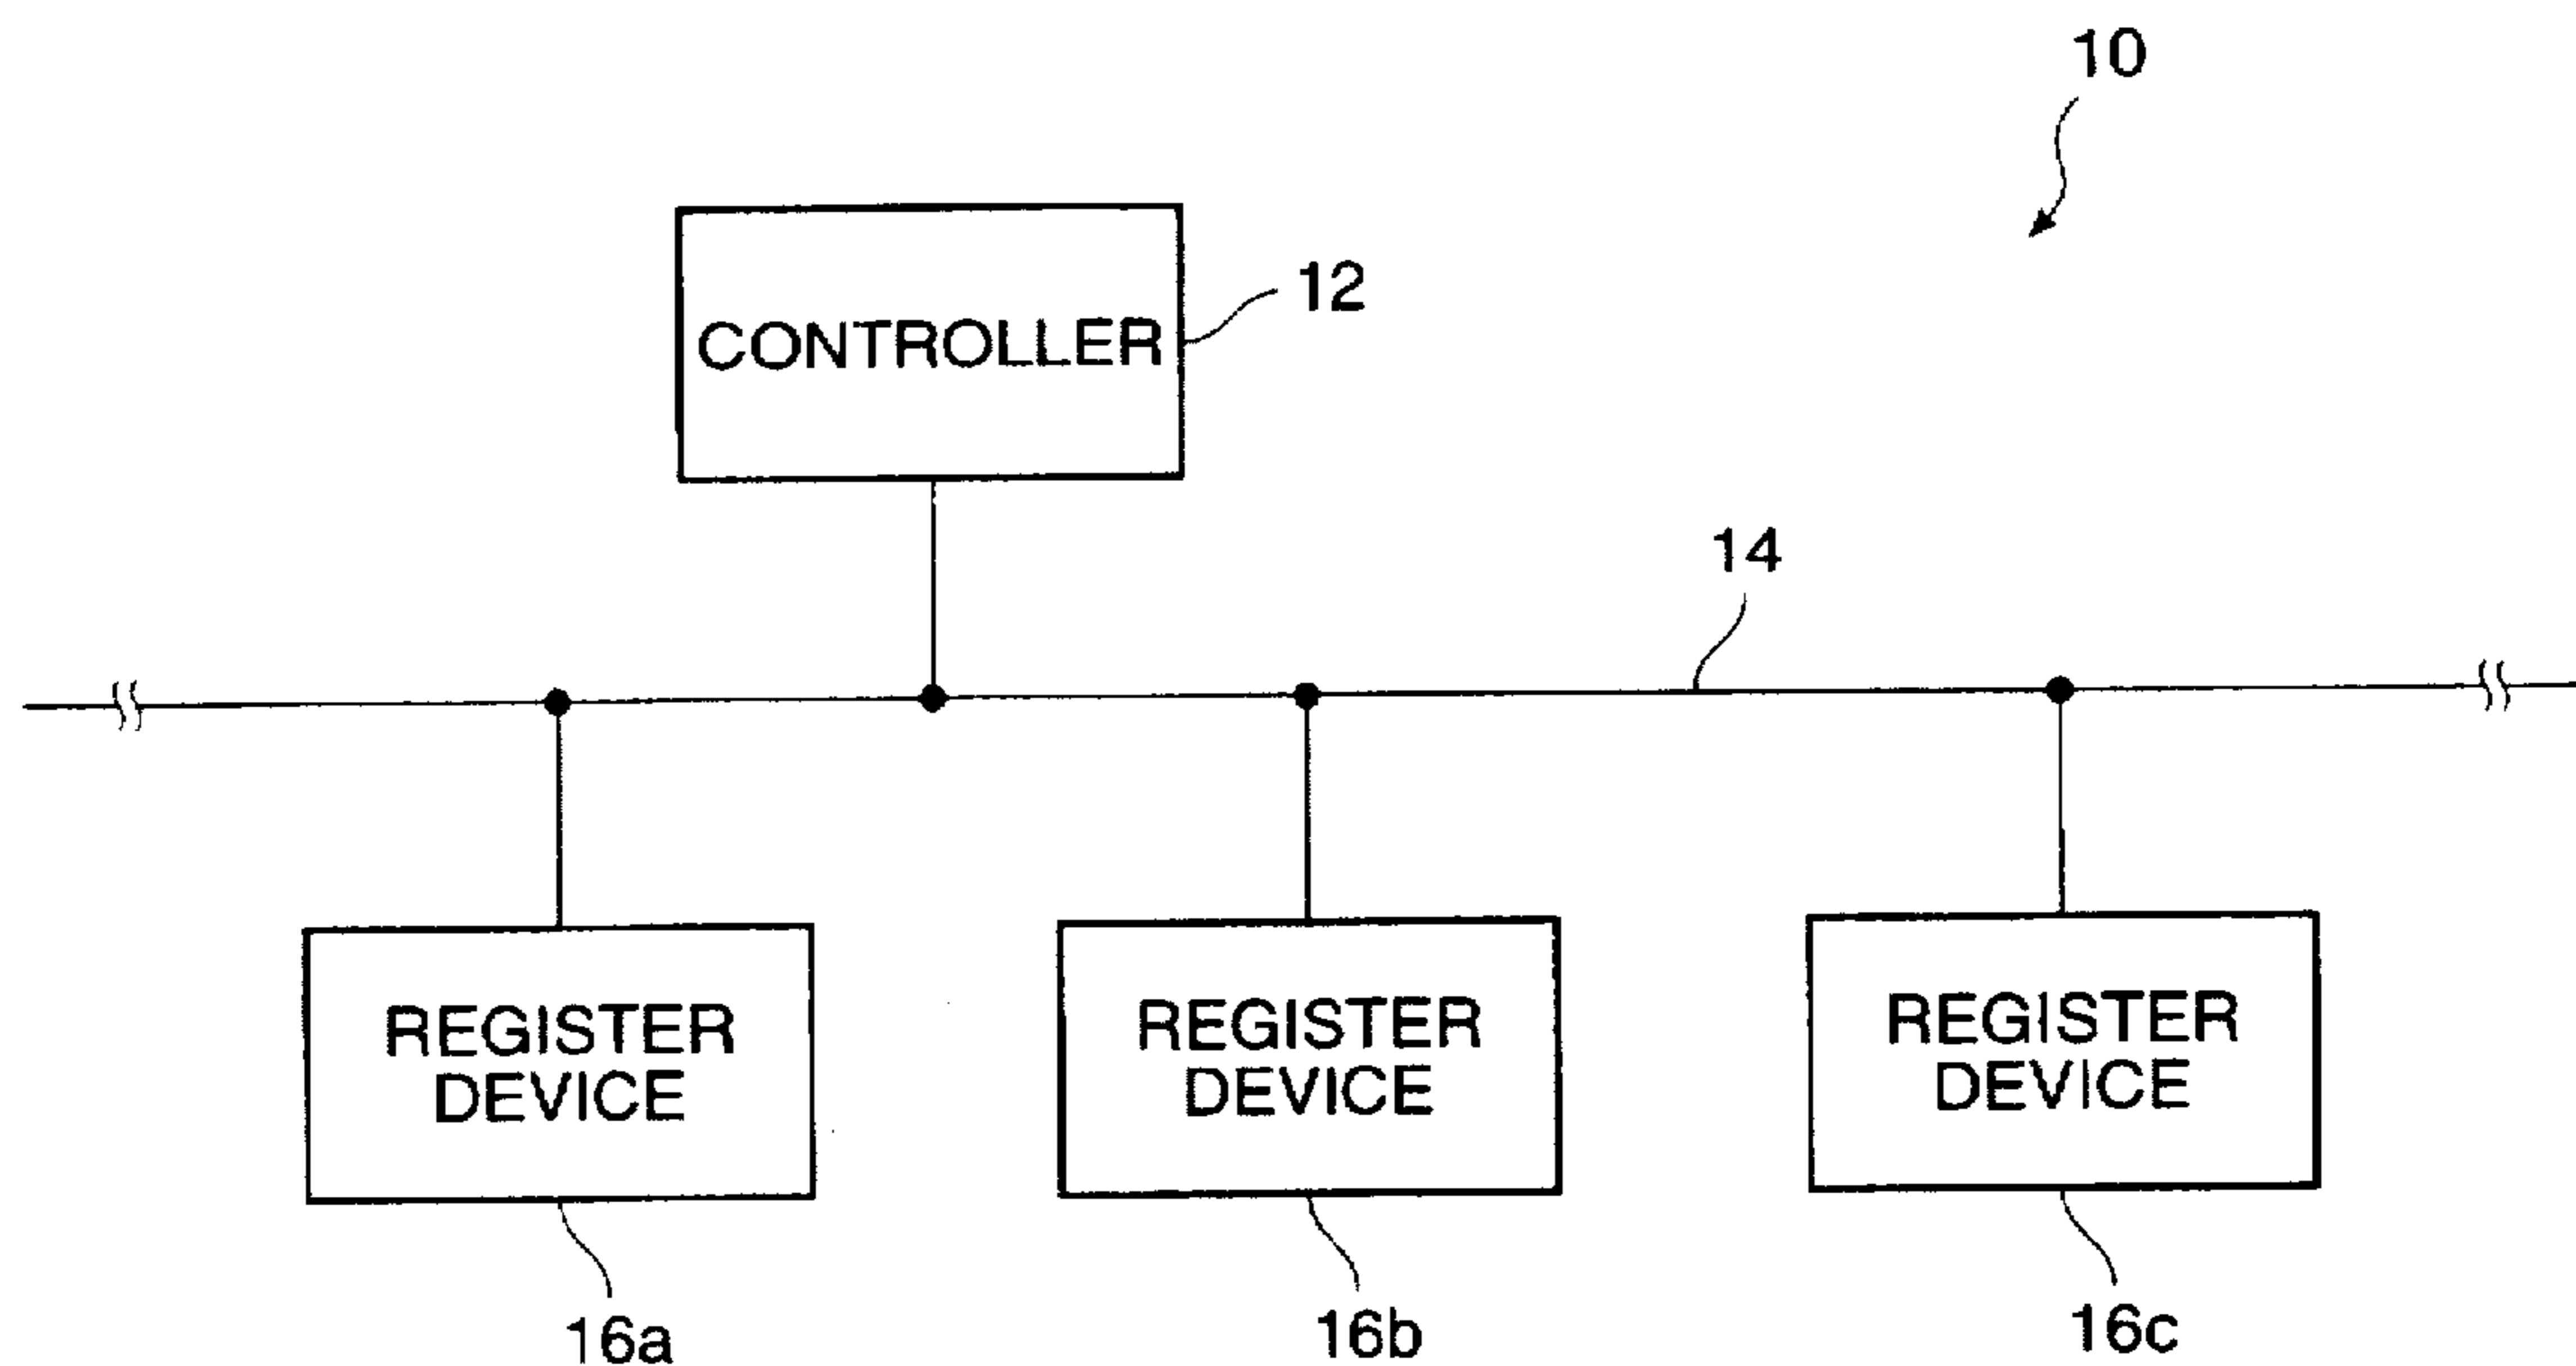 10
CONTROLLER
12
14
REGISTER
DEVICE
REGISTER
DEVICE
REGISTER
DEVICE
16a
16b
16c